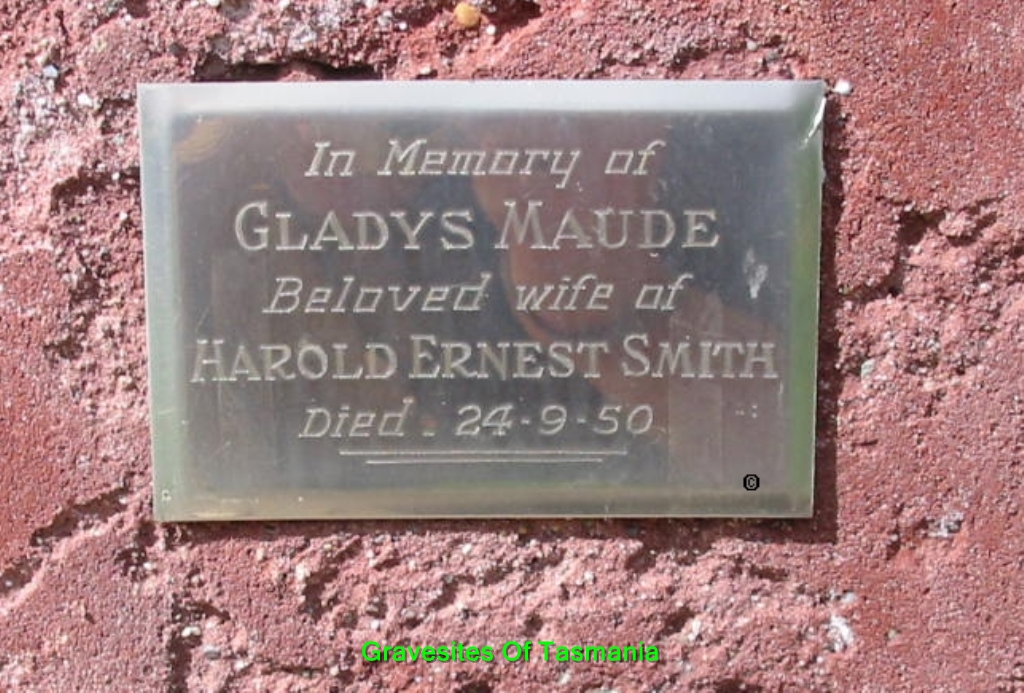 In Memory of
GLADYS MAUDE
Beloved wife of
HAROLD ERNEST SMITH
Died . 24-9-50
©
Gravesites Of Tasmania